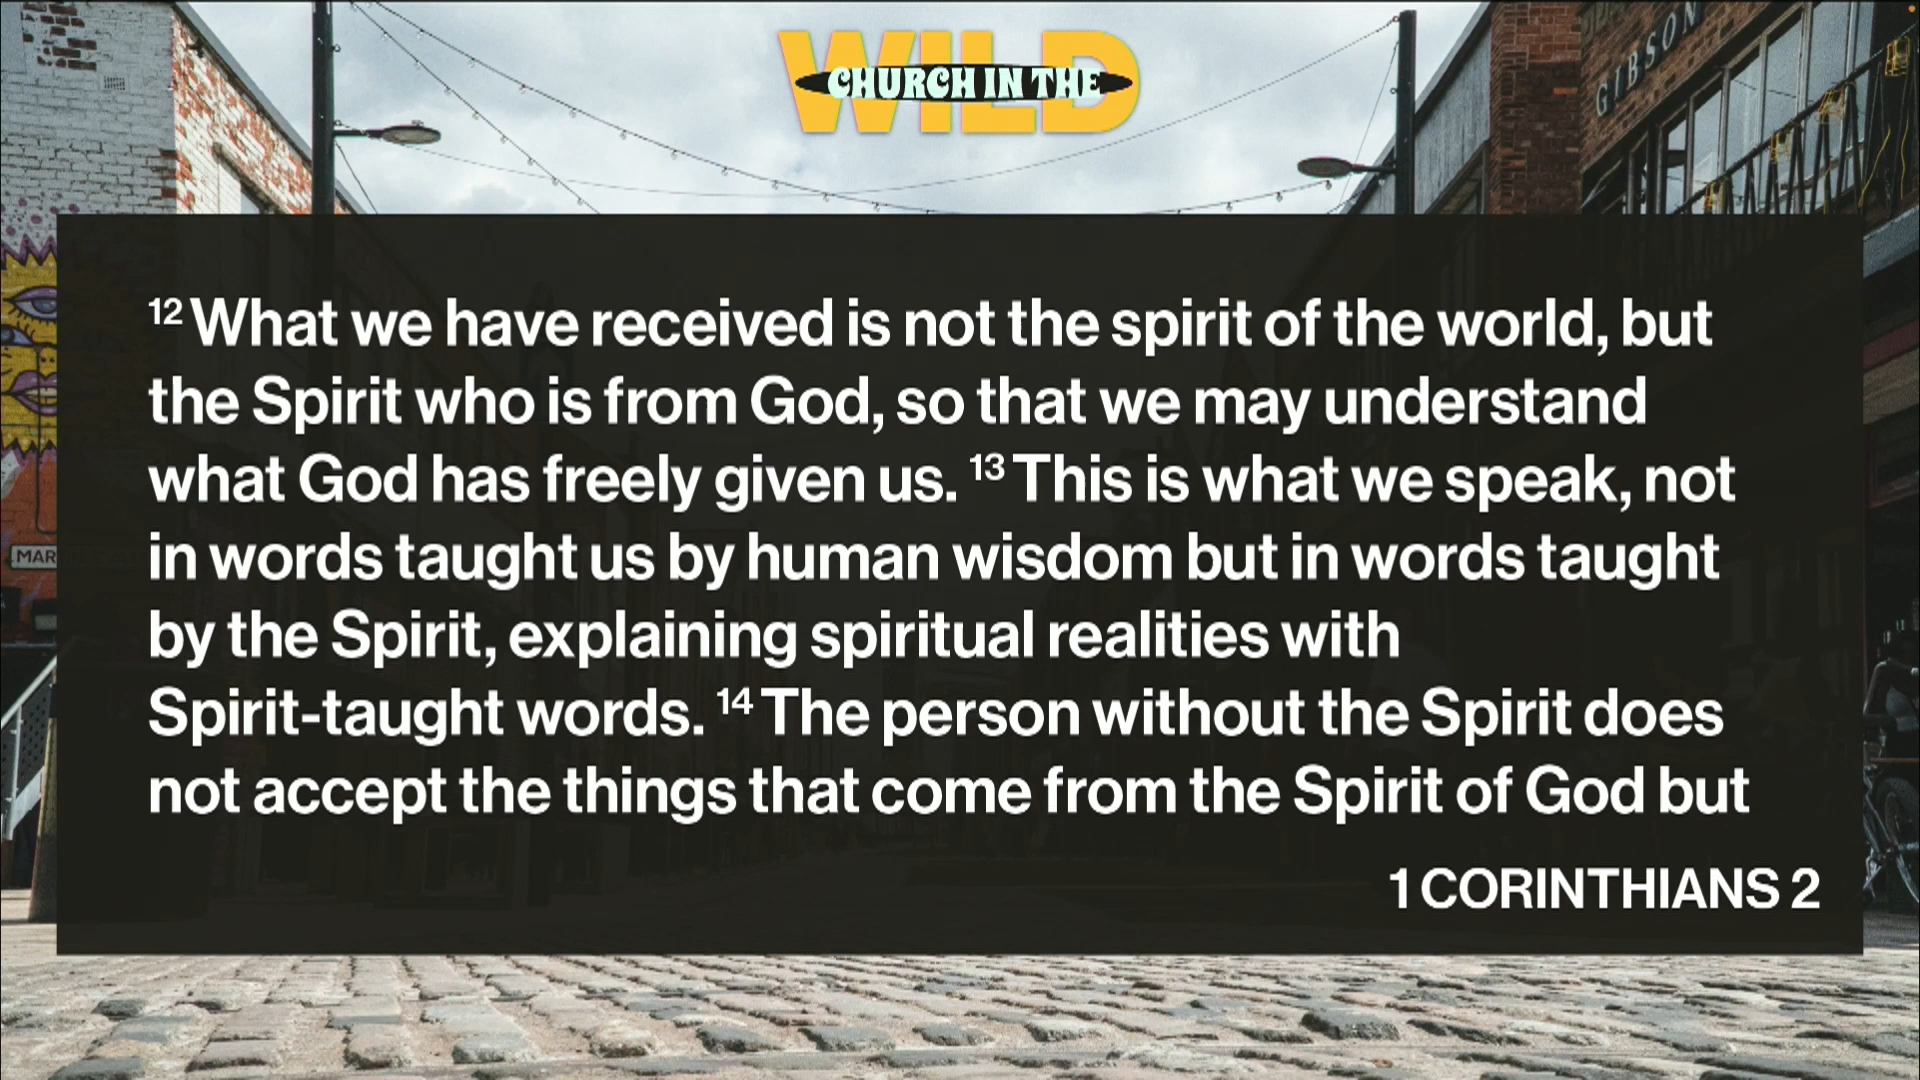 WILD
CHURCH IN THE
GIBSON
MAR
12 What we have received is not the spirit of the world, but
the Spirit who is from God, so that we may understand
what God has freely given us. 13 This is what we speak, not
in words taught us by human wisdom but in words taught
by the Spirit, explaining spiritual realities with
Spirit-taught words. 14 The person without the Spirit does
not accept the things that come from the Spirit of God but
1 CORINTHIANS 2